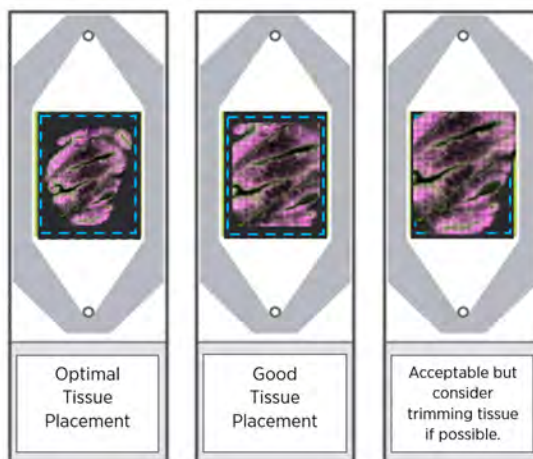 Optimal
Tissue
Placement
Good
Tissue
Placement
Acceptable but
consider
trimming tissue
if possible.